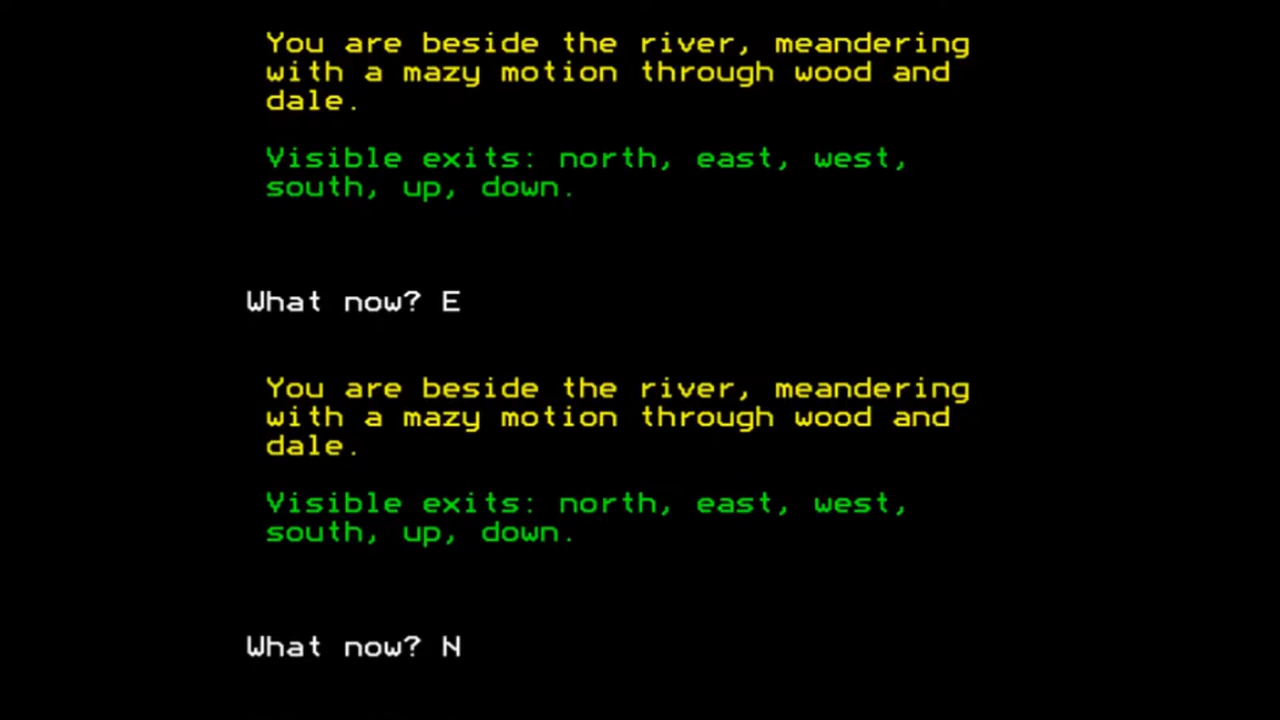 You are beside the river, meandering
with a mazy motion through wood and
dale.
Visible exits: north, east, west,
south, up, down.
What now? E
You are beside the river, meandering
with a mazy motion through wood and
dale.
Visible exits: north, east, west,
south, up, down.
What now? N